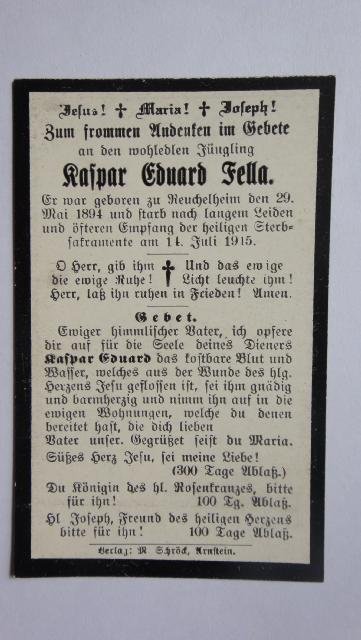 Jesus! ✝ Maria! ✝ Joseph!
Zum frommen Andenken im Gebete
an den wohledlen Jüngling
Kaspar Eduard Fella.
Er war geboren zu Reuchelheim den 29.
Mai 1894 und starb nach langem Leiden
und öfteren Empfang der heiligen Sterb-
sakramente am 14. Juli 1915.
O Herr, gib ihm ✝ Und das ewige
die ewige Ruhe! Licht leuchte ihm!
Herr, laß ihn ruhen in Frieden! Amen.
Gebet.
Ewiger himmlischer Vater, ich opfere
dir auf für die Seele deines Dieners
Kaspar Eduard das kostbare Blut und
Wasser, welches aus der Wunde des hlg.
Herzens Jesu geflossen ist, sei ihm gnädig
und barmherzig und nimm ihn auf in die
ewigen Wohnungen, welche du denen
bereitet hast, die dich lieben
Vater unser. Gegrüßet seist du Maria.
Süßes Herz Jesu, sei meine Liebe!
(300 Tage Ablaß.)
Du Königin des hl. Rosenkranzes, bitte
für ihn! 100 Tg. Ablaß.
Hl Joseph, Freund des heiligen Herzens
bitte für ihn! 100 Tage Ablaß.
Verlag: M Schröck, Arnstein.